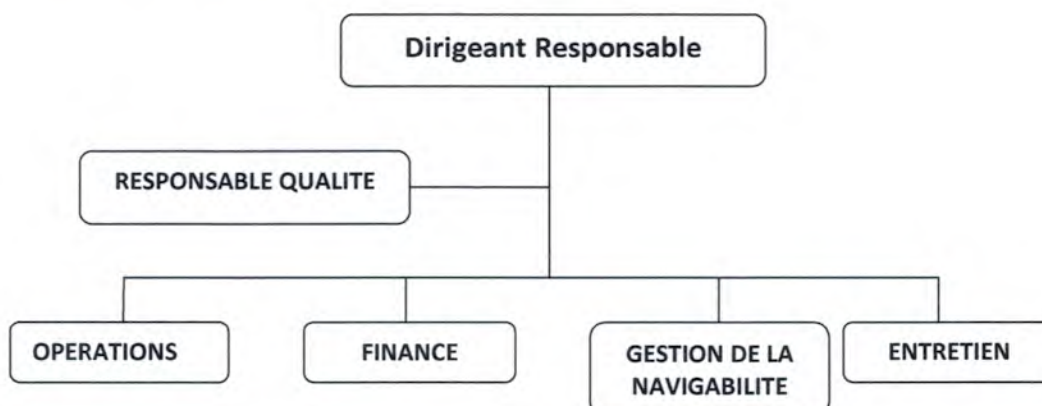 Dirigeant Responsable
RESPONSABLE QUALITE
OPERATIONS
FINANCE
GESTION DE LA
NAVIGABILITE
ENTRETIEN